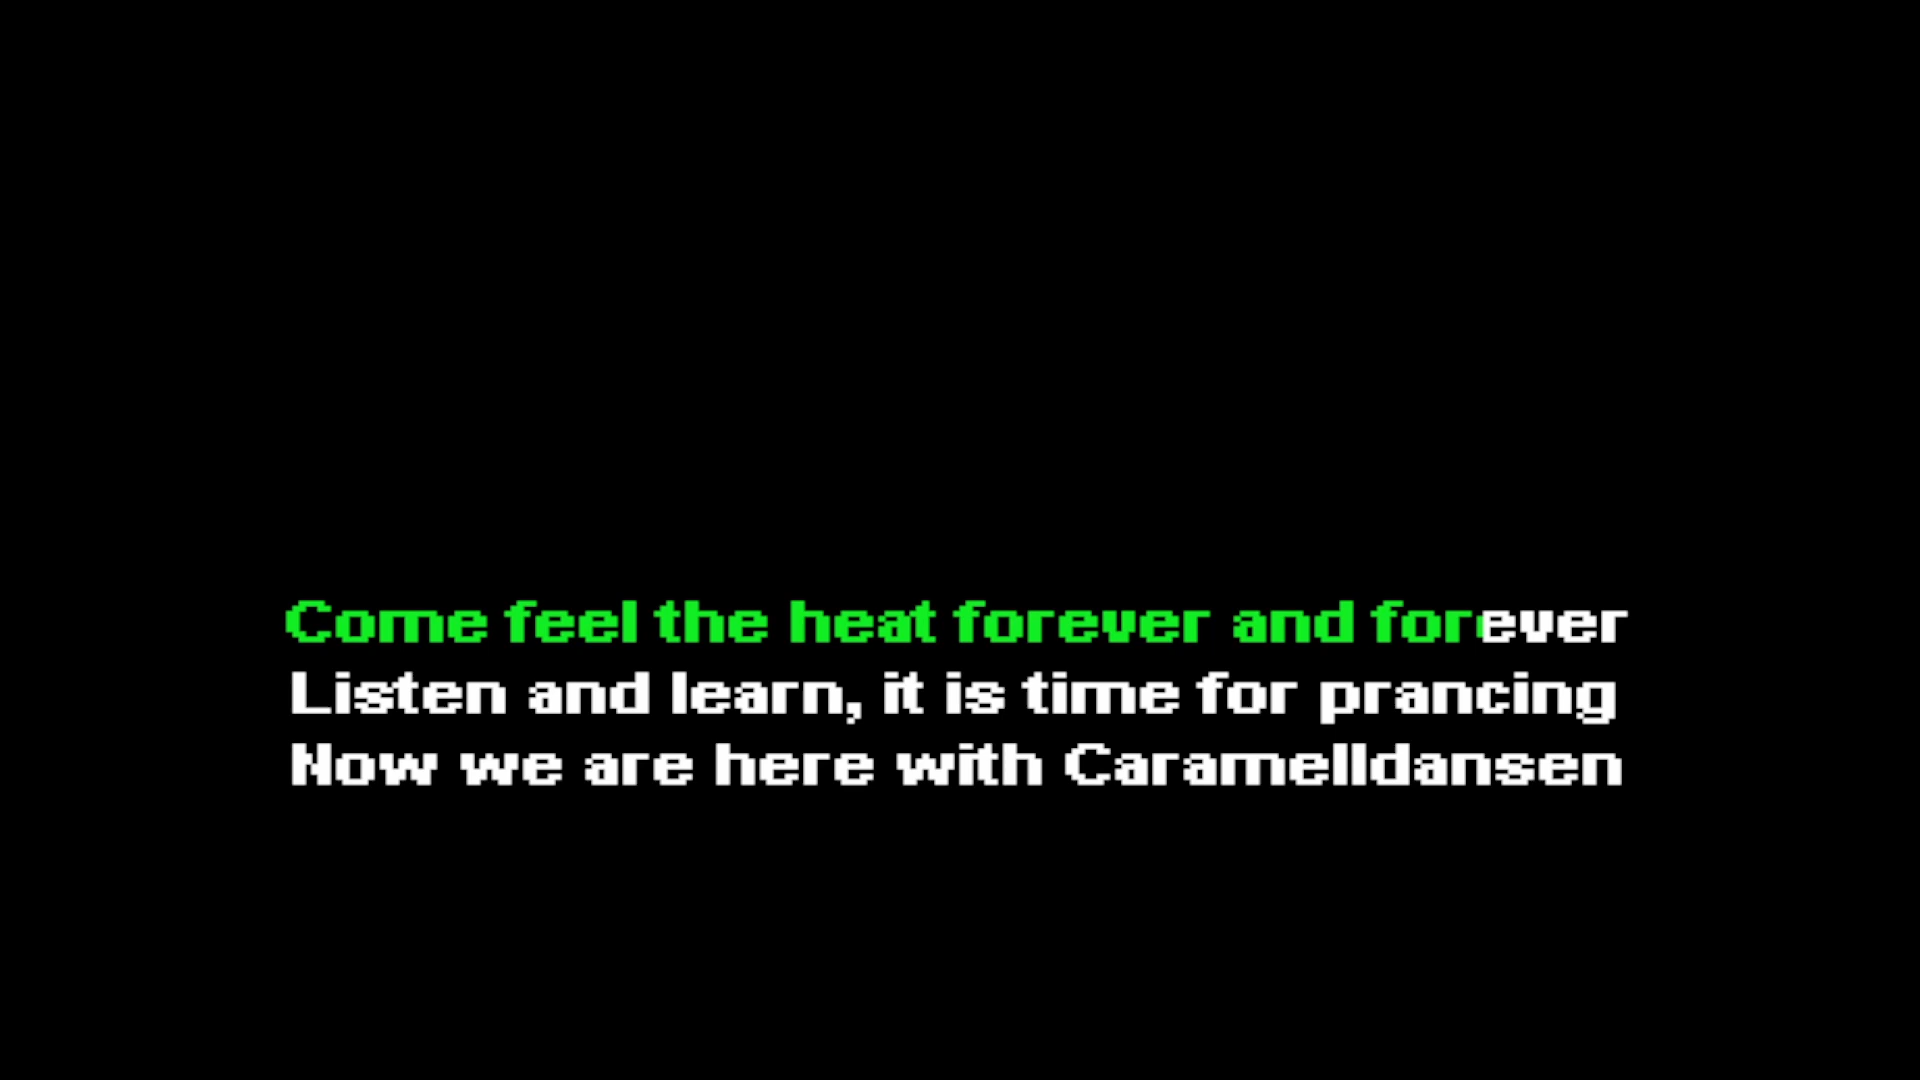 Come feel the heat forever and forever
Listen and learn, it is time for prancing
Now we are here with Caramelldansen